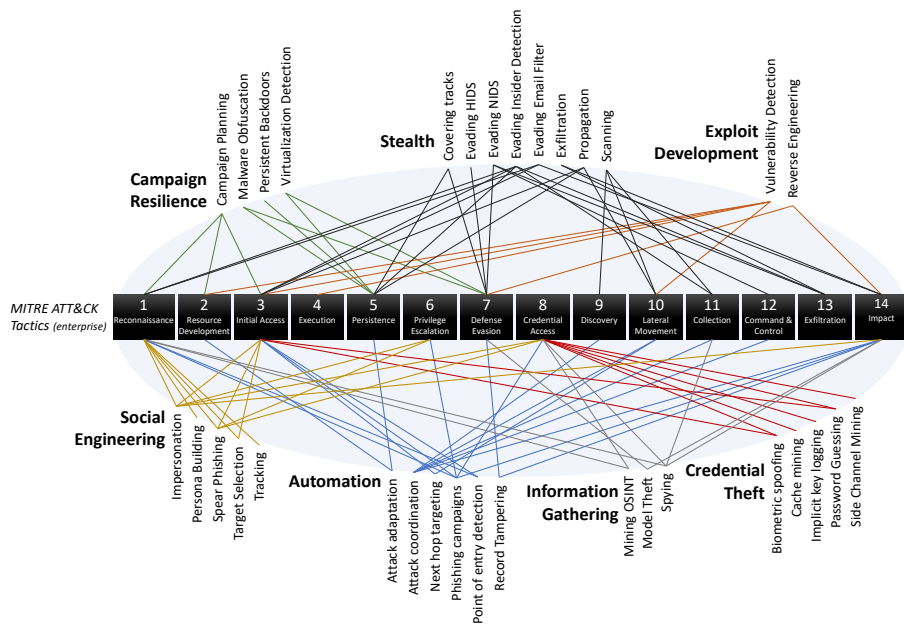 Campaign Planning
Malware Obfuscation
Persistent Backdoors
Virtualization Detection
Campaign
Resilience
Covering tracks
Evading HIDS
Evading NIDS
Evading Insider Detection
Evading Email Filter
Exfiltration
Propagation
Scanning
Stealth
Vulnerability Detection
Reverse Engineering
Exploit
Development
MITRE ATT&CK
Tactics (enterprise)
1
Reconnaissance
2
Resource
Development
3
Initial Access
4
Execution
5
Persistence
6
Privilege
Escalation
7
Defense
Evasion
8
Credential
Access
9
Discovery
10
Lateral
Movement
11
Collection
12
Command &
Control
13
Exfiltration
14
Impact
Social
Engineering
Impersonation
Persona Building
Spear Phishing
Target Selection
Tracking
Automation
Attack adaptation
Attack coordination
Next hop targeting
Phishing campaigns
Point of entry detection
Record Tampering
Information
Gathering
Mining OSINT
Model Theft
Spying
Credential
Theft
Biometric spoofing
Cache mining
Implicit key logging
Password Guessing
Side Channel Mining